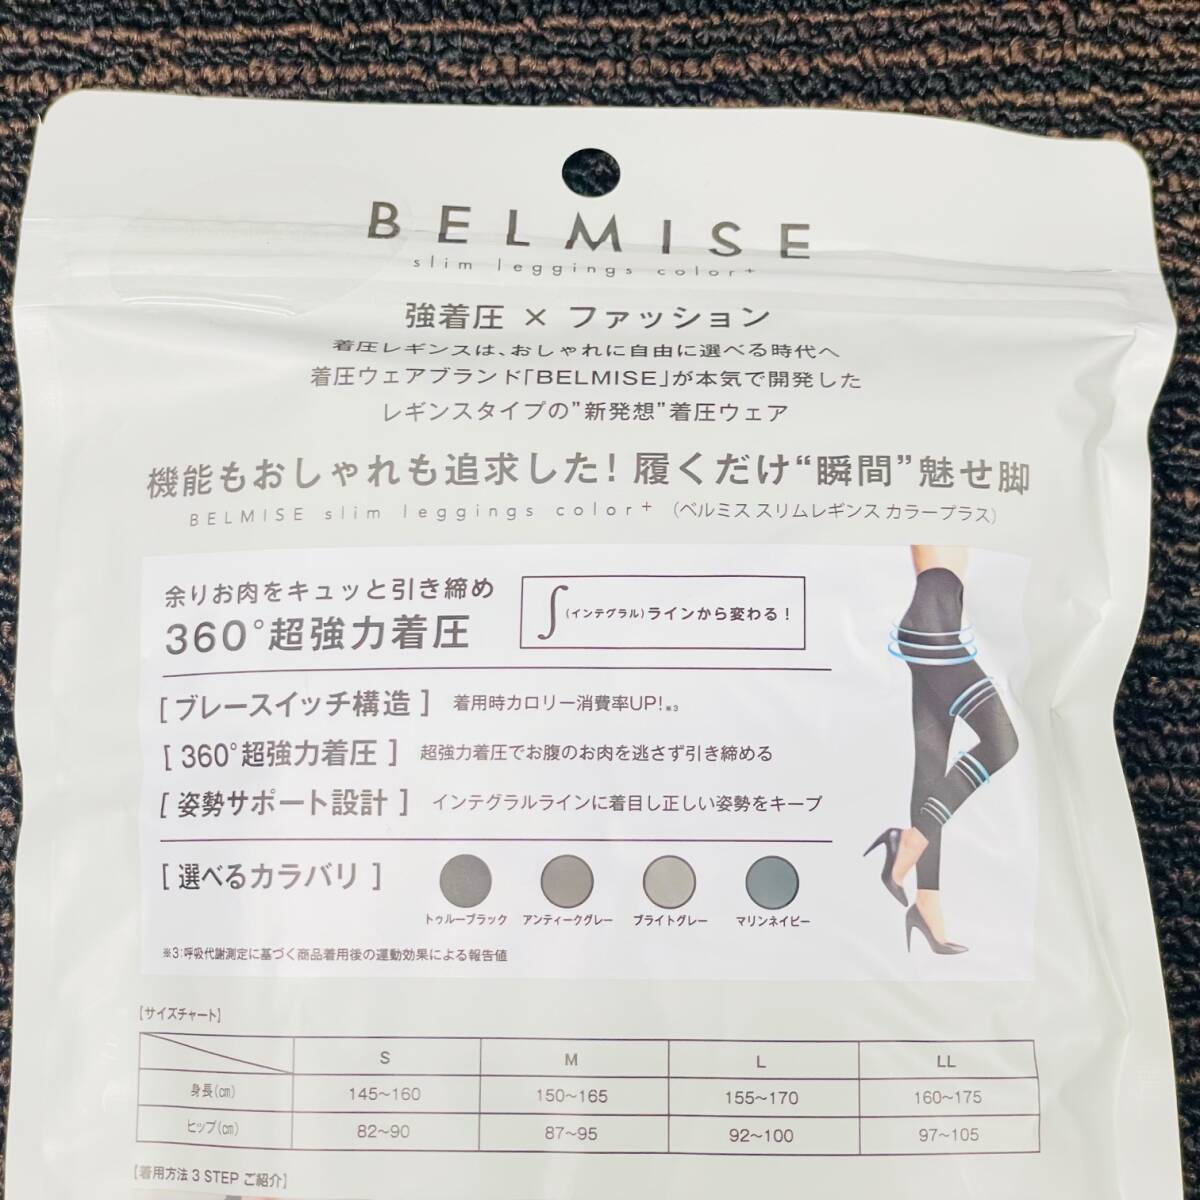 BELMISE
slim leggings color+
強着圧 × ファッション
着圧レギンスは、おしゃれに自由に選べる時代へ
着圧ウェアブランド「BELMISE」が本気で開発した
レギンスタイプの”新発想”着圧ウェア
機能もおしゃれも追求した！履くだけ“瞬間”魅せ脚
BELMISE slim leggings color+ （ベルミス スリムレギンス カラープラス）
余りお肉をキュッと引き締め
360°超強力着圧
∫（インテグラル）ラインから変わる！
[ ブレースイッチ構造 ] 着用時カロリー消費率UP!※3
[ 360°超強力着圧 ] 超強力着圧でお腹のお肉を逃さず引き締める
[ 姿勢サポート設計 ] インテグラルラインに着目し正しい姿勢をキープ
[ 選べるカラバリ ]
トゥルーブラック アンティークグレー ブライトグレー マリンネイビー
※3：呼吸代謝測定に基づく商品着用後の運動効果による報告値
【サイズチャート】
S M L LL
身長(cm) 145〜160 150〜165 155〜170 160〜175
ヒップ(cm) 82〜90 87〜95 92〜100 97〜105
【着用方法 3 STEP ご紹介】